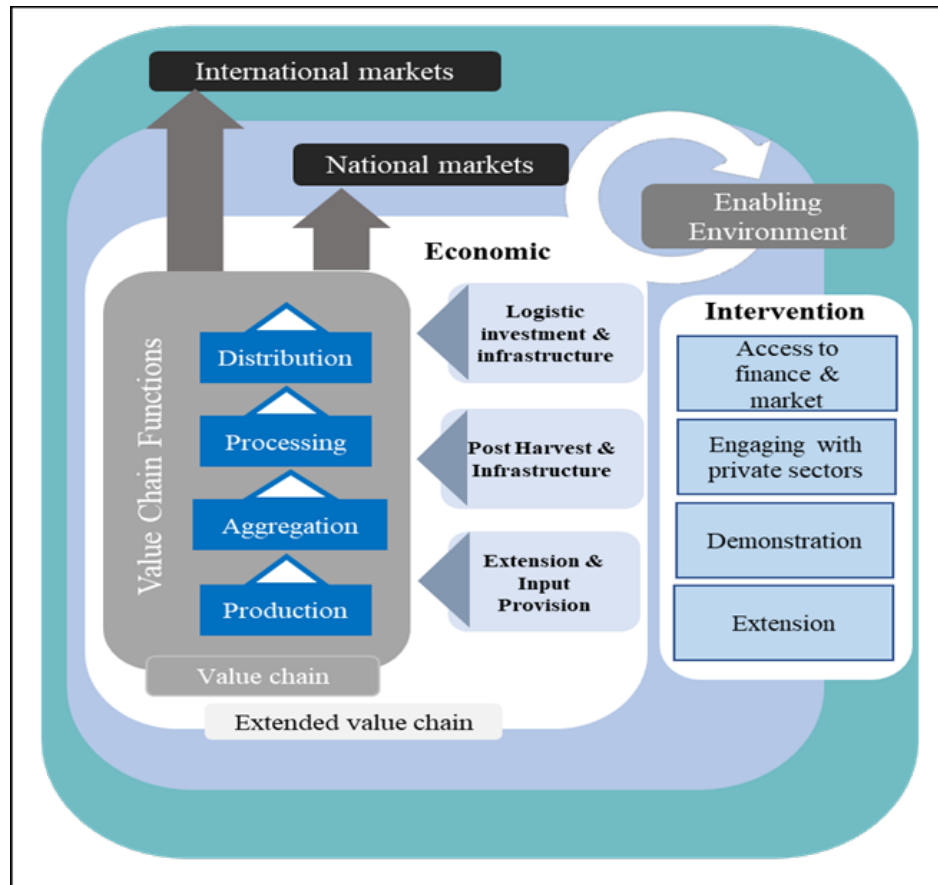 International markets
National markets
Enabling
Environment
Economic
Value Chain Functions
Distribution
Processing
Aggregation
Production
Value chain
Extended value chain
Logistic
investment &
infrastructure
Post Harvest &
Infrastructure
Extension &
Input
Provision
Intervention
Access to
finance &
market
Engaging with
private sectors
Demonstration
Extension